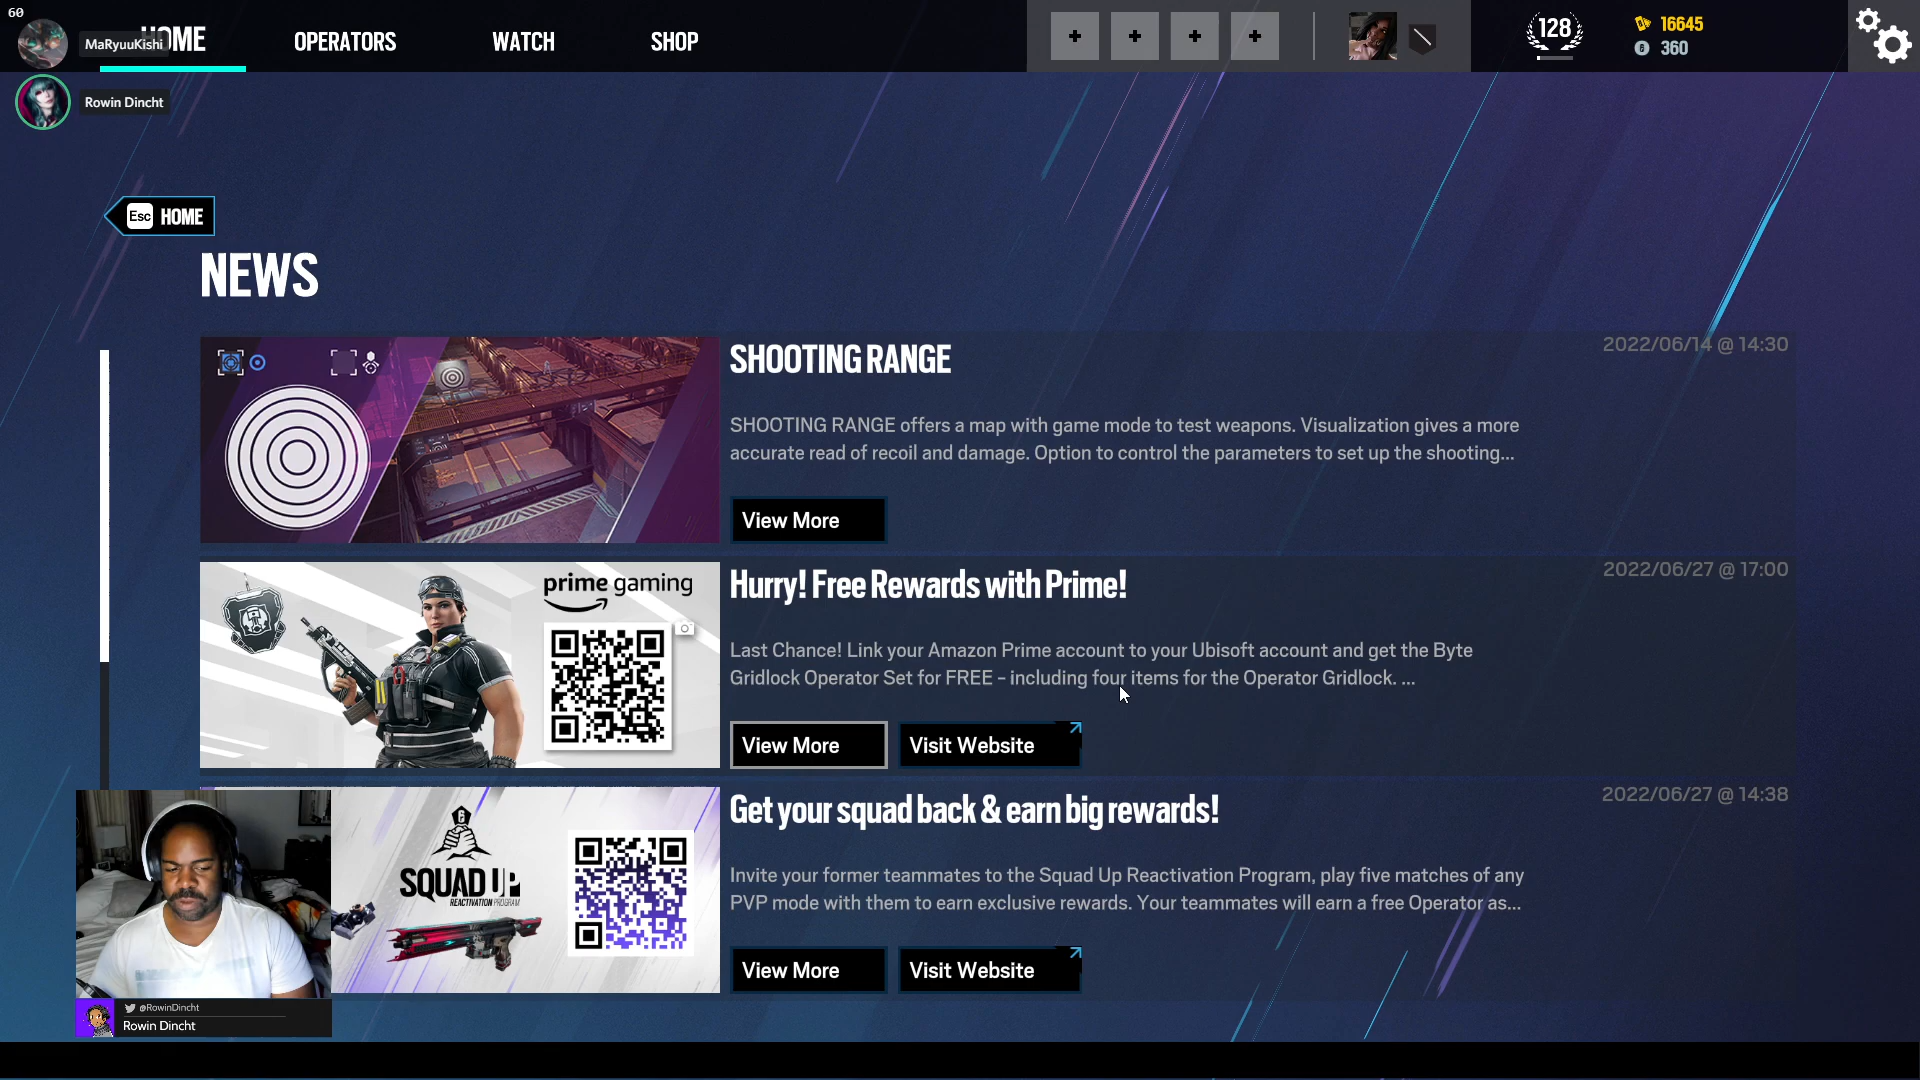 60
MaRyuuKishi
HOME
OPERATORS
WATCH
SHOP
128
16645
360
Rowin Dincht
Esc HOME
NEWS
SHOOTING RANGE
2022/06/14 @ 14:30
SHOOTING RANGE offers a map with game mode to test weapons. Visualization gives a more
accurate read of recoil and damage. Option to control the parameters to set up the shooting...
View More
prime gaming
Hurry! Free Rewards with Prime!
2022/06/27 @ 17:00
Last Chance! Link your Amazon Prime account to your Ubisoft account and get the Byte
Gridlock Operator Set for FREE - including four items for the Operator Gridlock. ...
View More
Visit Website
SQUAD UP
REACTIVATION PROGRAM
Get your squad back & earn big rewards!
2022/06/27 @ 14:38
Invite your former teammates to the Squad Up Reactivation Program, play five matches of any
PVP mode with them to earn exclusive rewards. Your teammates will earn a free Operator as...
View More
Visit Website
@RowinDincht
Rowin Dincht